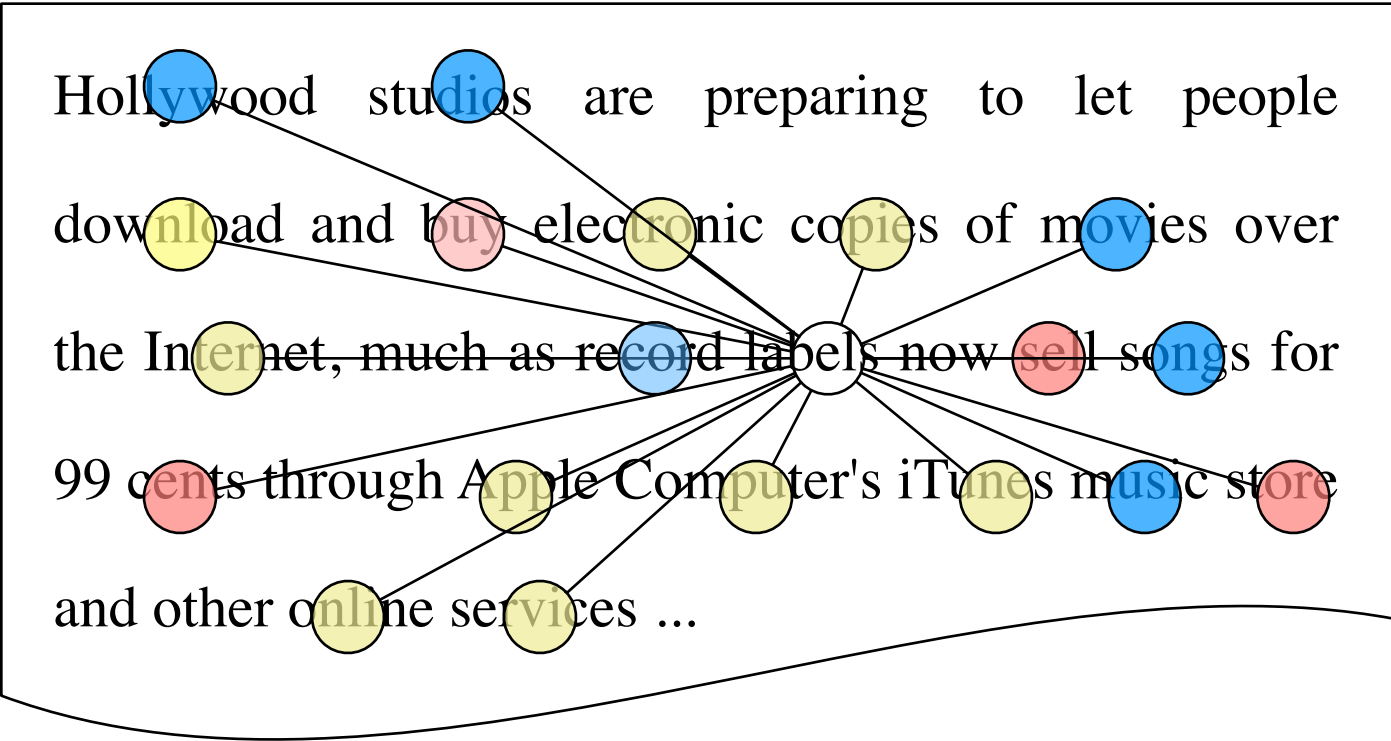 Hollywood studios are preparing to let people
download and buy electronic copies of movies over
the Internet, much as record labels now sell songs for
99 cents through Apple Computer's iTunes music store
and other online services ...